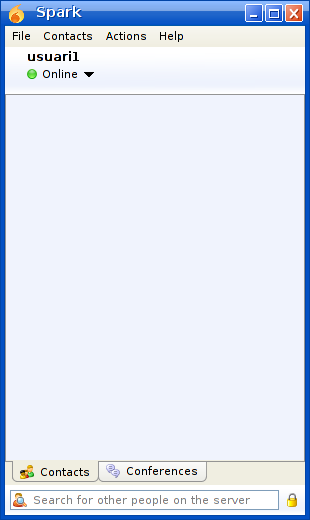 Spark
File Contacts Actions Help
usuari1
Online
Contacts Conferences
Search for other people on the server